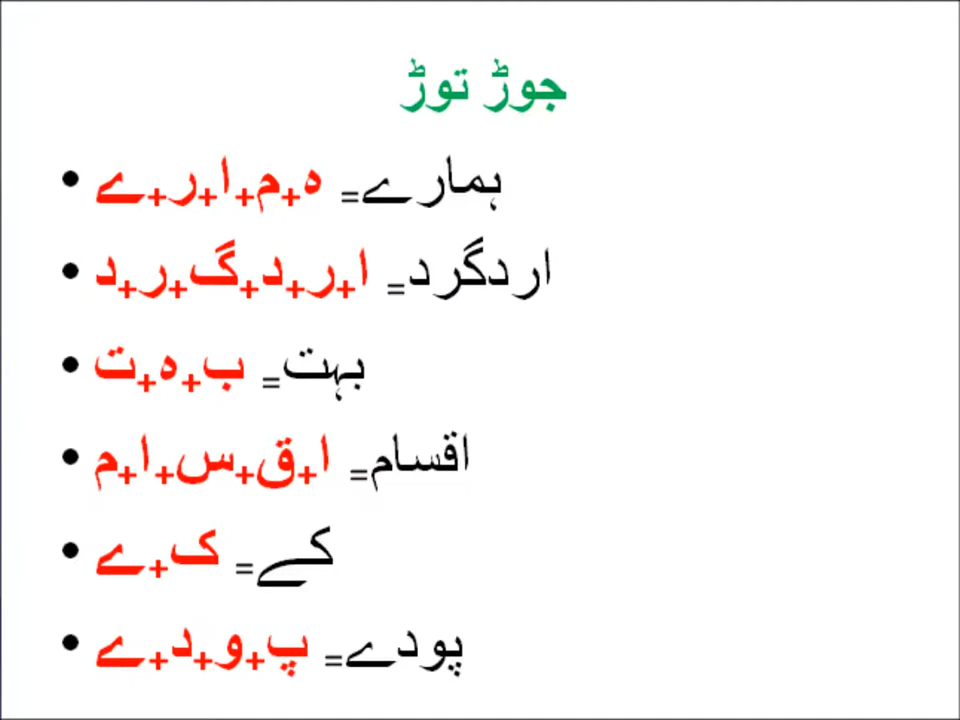 جوڑ توڑ
• ہمارے= ہ+م+ا+ر+ے
• اردگرد= ا+ر+د+گ+ر+د
• بہت= ب+ہ+ت
• اقسام= ا+ق+س+ا+م
• کے= ک+ے
• پودے= پ+و+د+ے